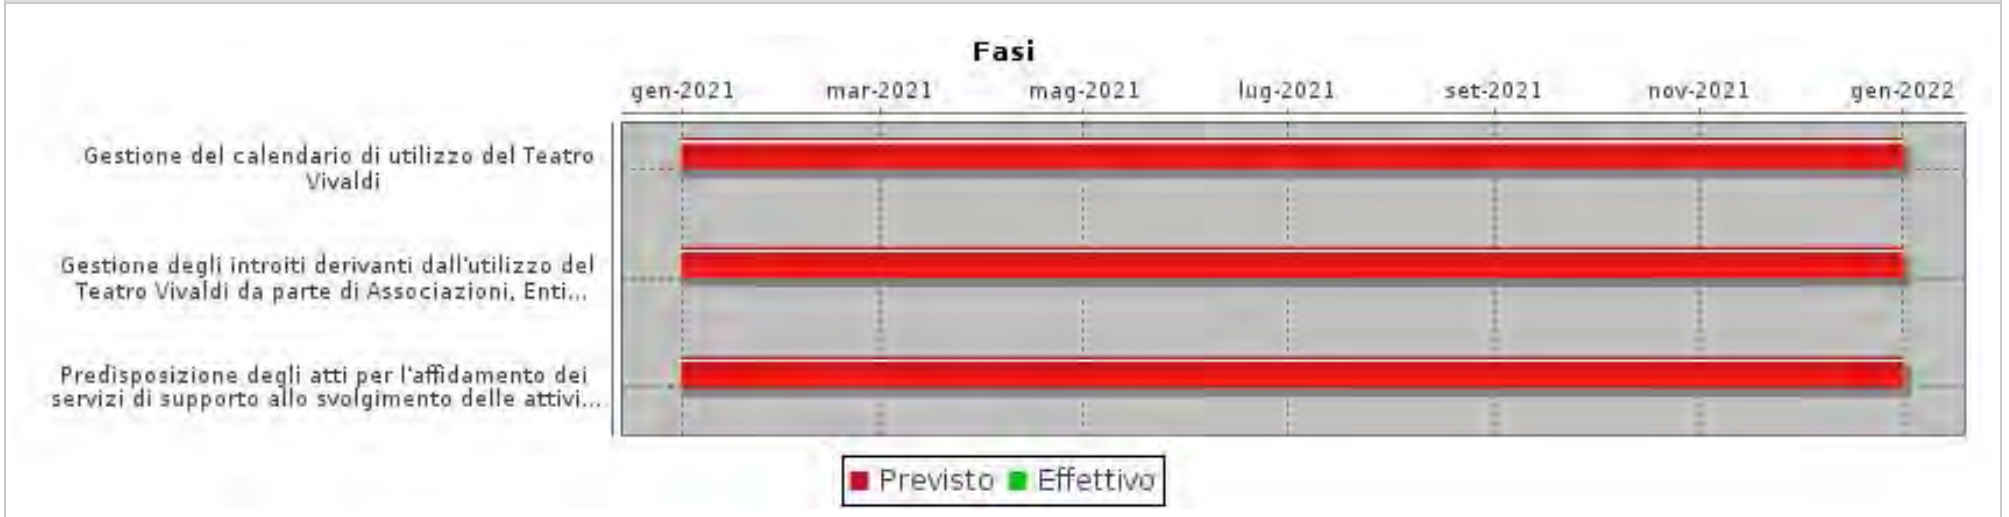 Fasi
gen-2021 mar-2021 mag-2021 lug-2021 set-2021 nov-2021 gen-2022
Gestione del calendario di utilizzo del Teatro
Vivaldi
Gestione degli introiti derivanti dall'utilizzo del
Teatro Vivaldi da parte di Associazioni, Enti...
Predisposizione degli atti per l'affidamento dei
servizi di supporto allo svolgimento delle attivi...
Previsto Effettivo